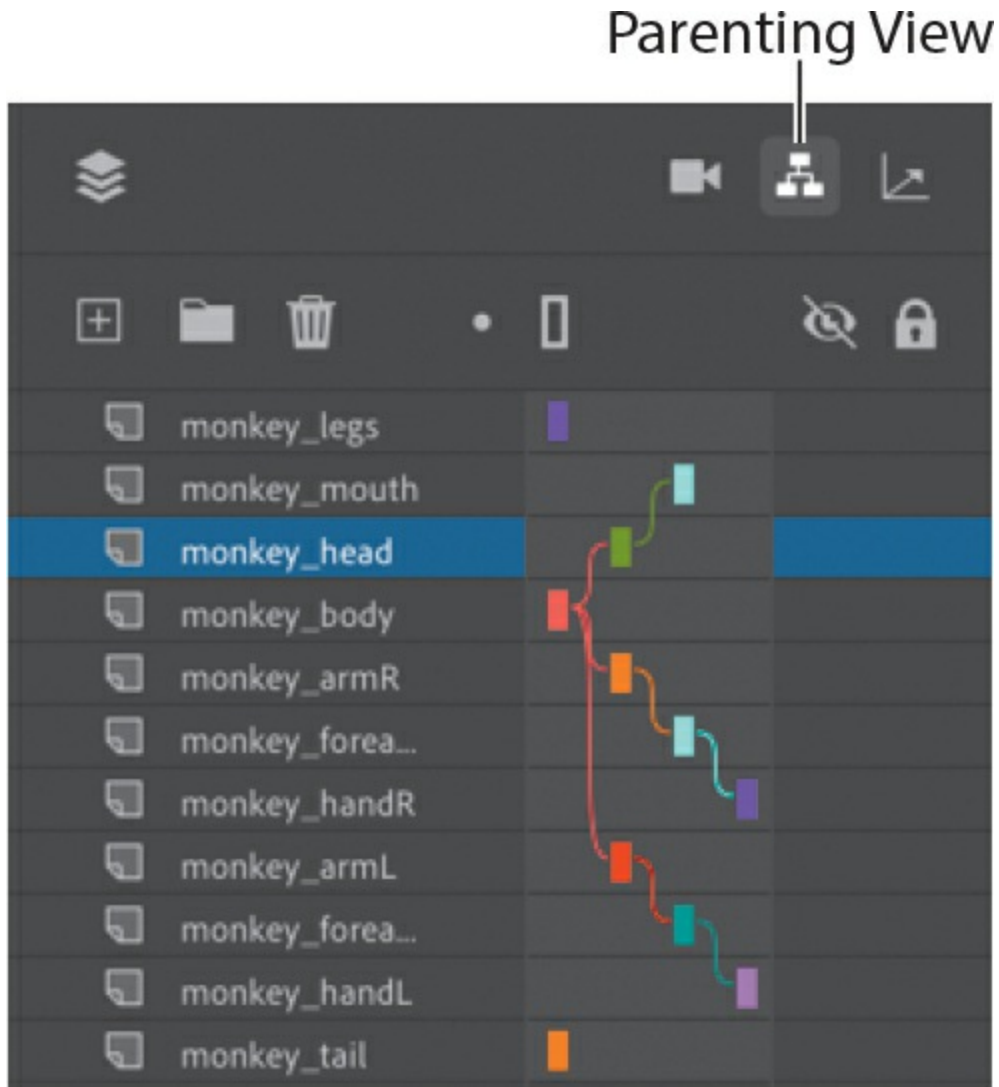 Parenting View
monkey_legs
monkey_mouth
monkey_head
monkey_body
monkey_armR
monkey_forea...
monkey_handR
monkey_armL
monkey_forea...
monkey_handL
monkey_tail